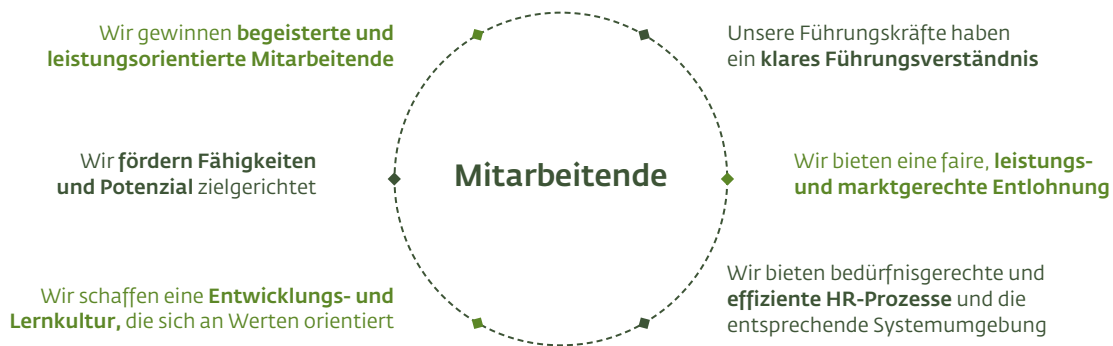 Wir gewinnen begeisterte und
leistungsorientierte Mitarbeitende
Unsere Führungskräfte haben
ein klares Führungsverständnis
Wir fördern Fähigkeiten
und Potenzial zielgerichtet
Mitarbeitende
Wir bieten eine faire, leistungs-
und marktgerechte Entlohnung
Wir schaffen eine Entwicklungs- und
Lernkultur, die sich an Werten orientiert
Wir bieten bedürfnisgerechte und
effiziente HR-Prozesse und die
entsprechende Systemumgebung